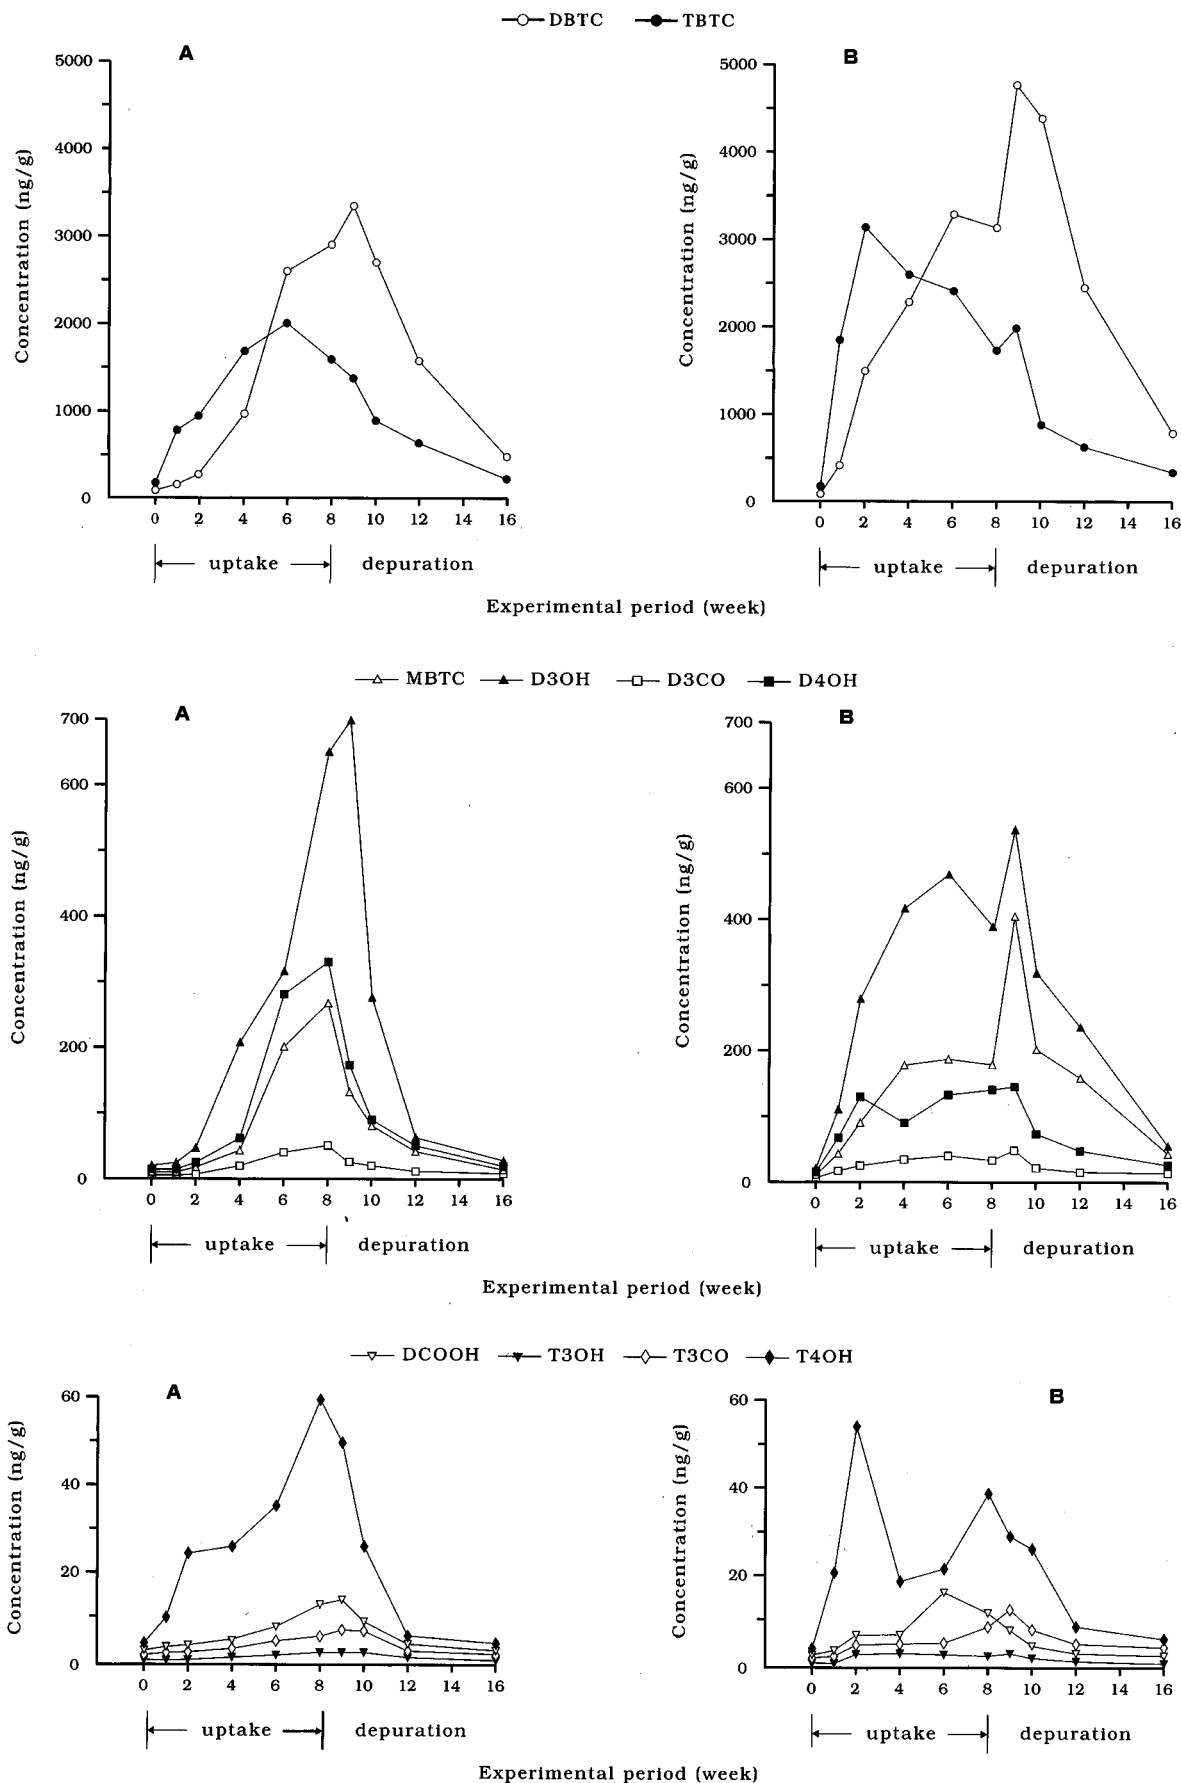 DBTC TBTC
A B
5000
4000
3000
2000
1000
0
Concentration (ng/g)
0 2 4 6 8 10 12 14 16
uptake depuration
5000
4000
3000
2000
1000
0
Concentration (ng/g)
0 2 4 6 8 10 12 14 16
uptake depuration
Experimental period (week)
MBTC D3OH D3CO D4OH
A B
700
600
400
200
0
Concentration (ng/g)
0 2 4 6 8 10 12 14 16
uptake depuration
700
600
400
200
0
Concentration (ng/g)
0 2 4 6 8 10 12 14 16
uptake depuration
Experimental period (week)
DCOOH T3OH T3CO T4OH
A B
60
40
20
0
Concentration (ng/g)
0 2 4 6 8 10 12 14 16
uptake depuration
60
40
20
0
Concentration (ng/g)
0 2 4 6 8 10 12 14 16
uptake depuration
Experimental period (week)